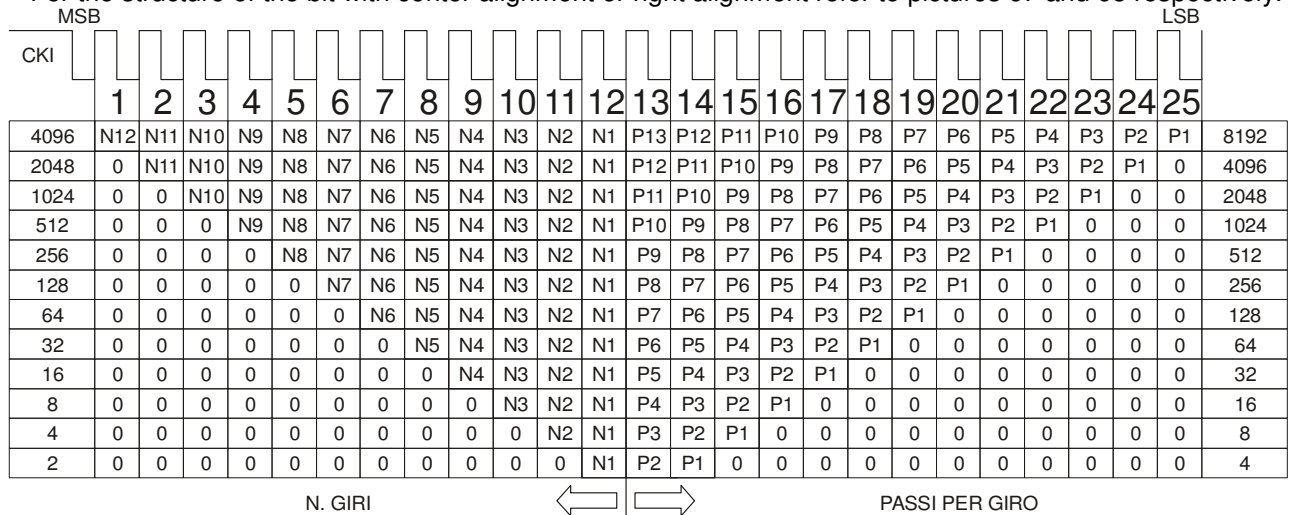 For the structure of the bit with center alignment or right alignment refer to pictures and respectively.
MSB LSB
CKI
1 2 3 4 5 6 7 8 9 10 11 12 13 14 15 16 17 18 19 20 21 22 23 24 25
4096 N12 N11 N10 N9 N8 N7 N6 N5 N4 N3 N2 N1 P13 P12 P11 P10 P9 P8 P7 P6 P5 P4 P3 P2 P1 8192
2048 0 N11 N10 N9 N8 N7 N6 N5 N4 N3 N2 N1 P12 P11 P10 P9 P8 P7 P6 P5 P4 P3 P2 P1 0 4096
1024 0 0 N10 N9 N8 N7 N6 N5 N4 N3 N2 N1 P11 P10 P9 P8 P7 P6 P5 P4 P3 P2 P1 0 0 2048
512 0 0 0 N9 N8 N7 N6 N5 N4 N3 N2 N1 P10 P9 P8 P7 P6 P5 P4 P3 P2 P1 0 0 0 1024
256 0 0 0 0 N8 N7 N6 N5 N4 N3 N2 N1 P9 P8 P7 P6 P5 P4 P3 P2 P1 0 0 0 0 512
128 0 0 0 0 0 N7 N6 N5 N4 N3 N2 N1 P8 P7 P6 P5 P4 P3 P2 P1 0 0 0 0 0 256
64 0 0 0 0 0 0 N6 N5 N4 N3 N2 N1 P7 P6 P5 P4 P3 P2 P1 0 0 0 0 0 0 128
32 0 0 0 0 0 0 0 N5 N4 N3 N2 N1 P6 P5 P4 P3 P2 P1 0 0 0 0 0 0 0 64
16 0 0 0 0 0 0 0 0 N4 N3 N2 N1 P5 P4 P3 P2 P1 0 0 0 0 0 0 0 0 32
8 0 0 0 0 0 0 0 0 0 N3 N2 N1 P4 P3 P2 P1 0 0 0 0 0 0 0 0 0 16
4 0 0 0 0 0 0 0 0 0 0 N2 N1 P3 P2 P1 0 0 0 0 0 0 0 0 0 0 8
2 0 0 0 0 0 0 0 0 0 0 0 N1 P2 P1 0 0 0 0 0 0 0 0 0 0 0 4
N. GIRI PASSI PER GIRO